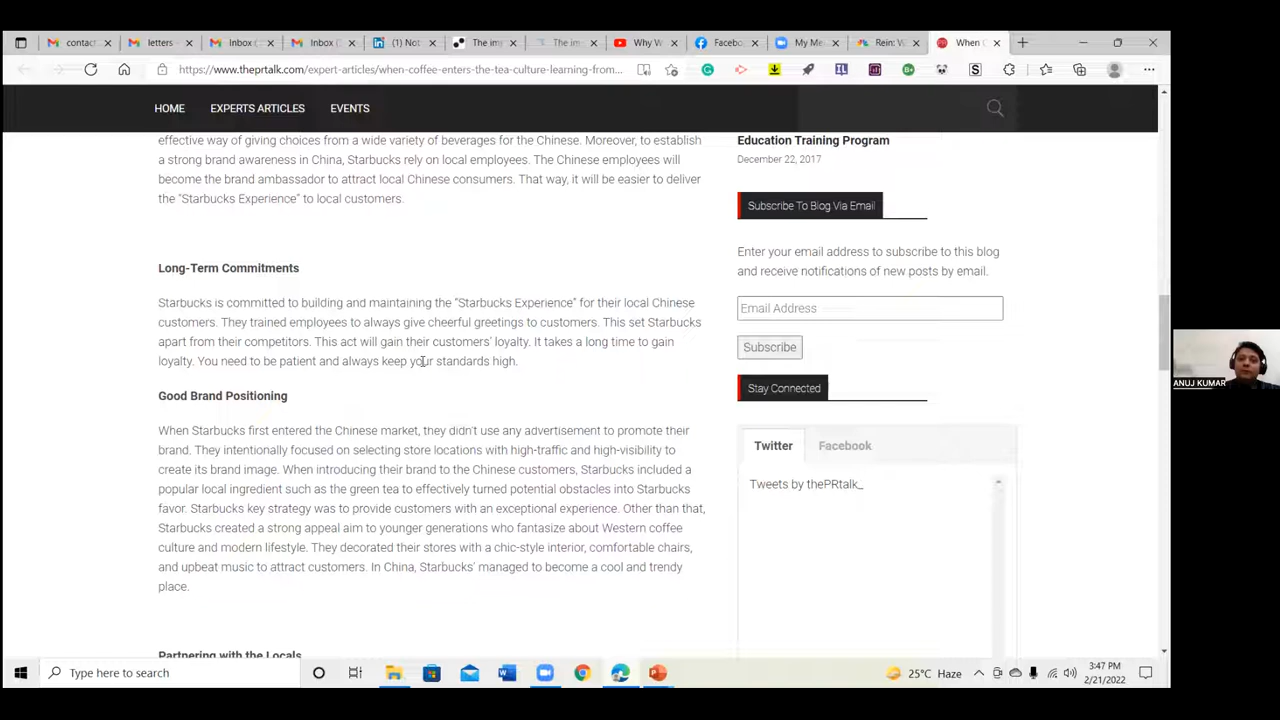 contact
letters -
Inbox (
Inbox (
(1) Not
The im
The im
Why W
Facebo
My Me
Rein: W
When C
https://www.theprtalk.com/expert-articles/when-coffee-enters-the-tea-culture-learning-from...
HOME
EXPERTS ARTICLES
EVENTS
effective way of giving choices from a wide variety of beverages for the Chinese. Moreover, to establish
a strong brand awareness in China, Starbucks rely on local employees. The Chinese employees will
become the brand ambassador to attract local Chinese consumers. That way, it will be easier to deliver
the “Starbucks Experience” to local customers.
Long-Term Commitments
Starbucks is committed to building and maintaining the “Starbucks Experience” for their local Chinese
customers. They trained employees to always give cheerful greetings to customers. This set Starbucks
apart from their competitors. This act will gain their customers’ loyalty. It takes a long time to gain
loyalty. You need to be patient and always keep your standards high.
Good Brand Positioning
When Starbucks first entered the Chinese market, they didn’t use any advertisement to promote their
brand. They intentionally focused on selecting store locations with high-traffic and high-visibility to
create its brand image. When introducing their brand to the Chinese customers, Starbucks included a
popular local ingredient such as the green tea to effectively turned potential obstacles into Starbucks
favor. Starbucks key strategy was to provide customers with an exceptional experience. Other than that,
Starbucks created a strong appeal aim to younger generations who fantasize about Western coffee
culture and modern lifestyle. They decorated their stores with a chic-style interior, comfortable chairs,
and upbeat music to attract customers. In China, Starbucks’ managed to become a cool and trendy
place.
Partnering with the Locals
Education Training Program
December 22, 2017
Subscribe To Blog Via Email
Enter your email address to subscribe to this blog
and receive notifications of new posts by email.
Email Address
Subscribe
Stay Connected
Twitter
Facebook
Tweets by thePRtalk_
ANUJ KUMAR
Type here to search
25°C Haze
3:47 PM
2/21/2022